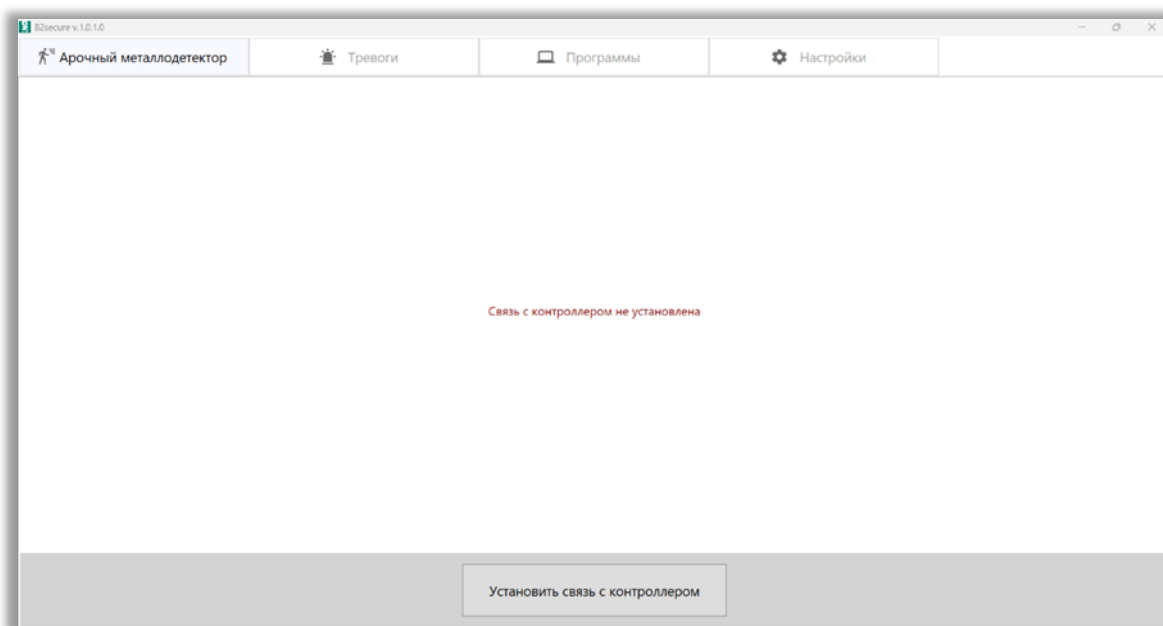 B2secure v.1.0.1.0
Арочный металлодетектор
Тревоги
Программы
Настройки
Связь с контроллером не установлена
Установить связь с контроллером